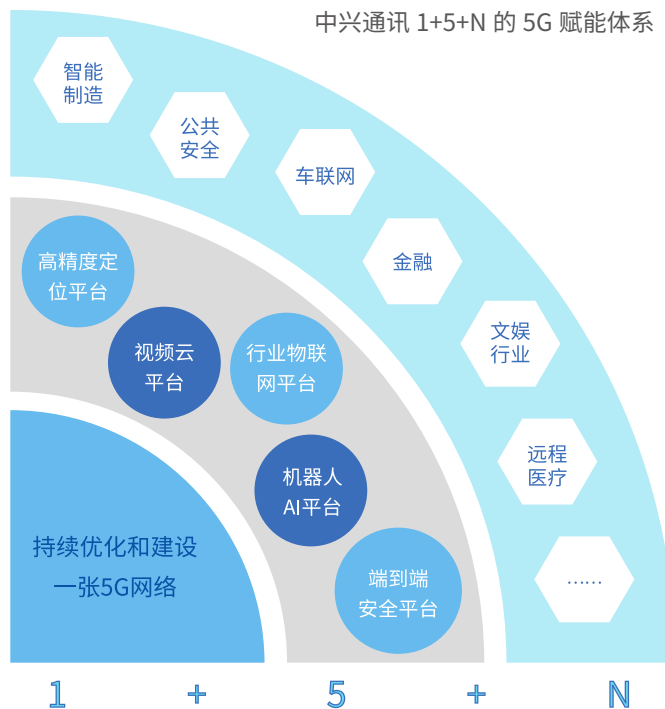 中兴通讯 1+5+N 的 5G 赋能体系
智能
制造
公共
安全
车联网
金融
文娱
行业
远程
医疗
……
高精度定
位平台
视频云
平台
行业物联
网平台
机器人
AI平台
端到端
安全平台
持续优化和建设
一张5G网络
1 + 5 + N